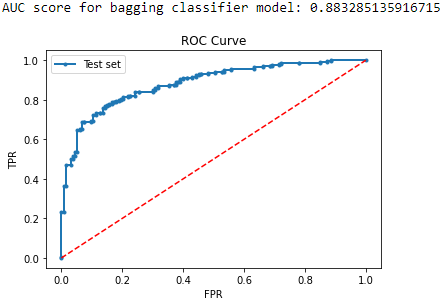 AUC score for bagging classifier model: 0.883285135916715
ROC Curve
Test set
1.0
0.8
0.6
0.4
0.2
0.0
TPR
0.0 0.2 0.4 0.6 0.8 1.0
FPR